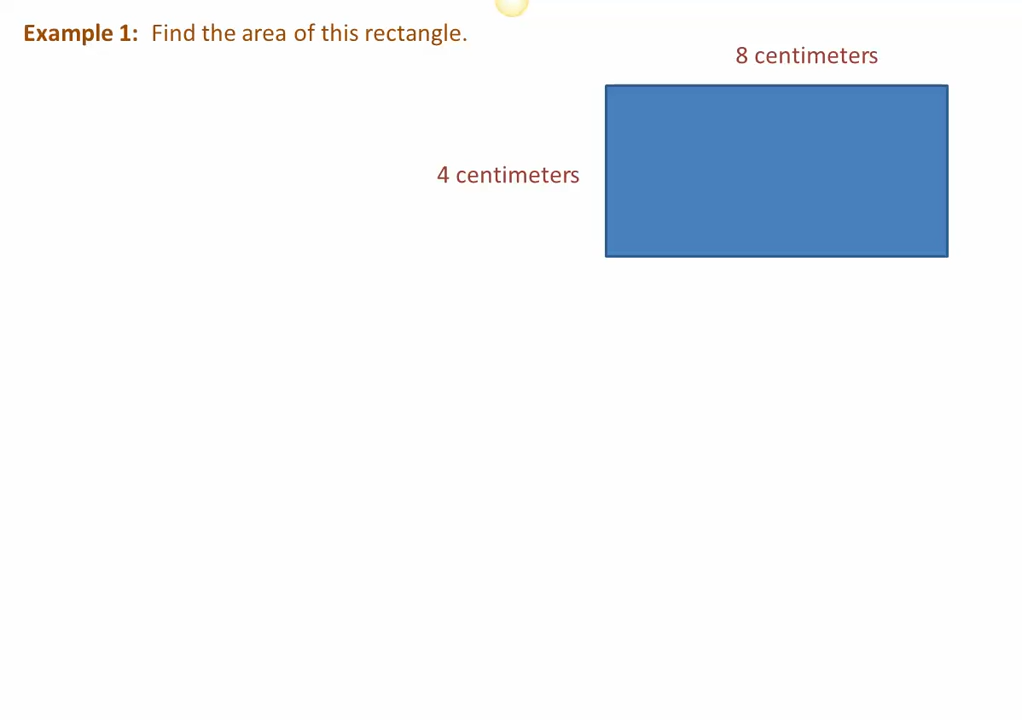 Example 1: Find the area of this rectangle.
8 centimeters
4 centimeters